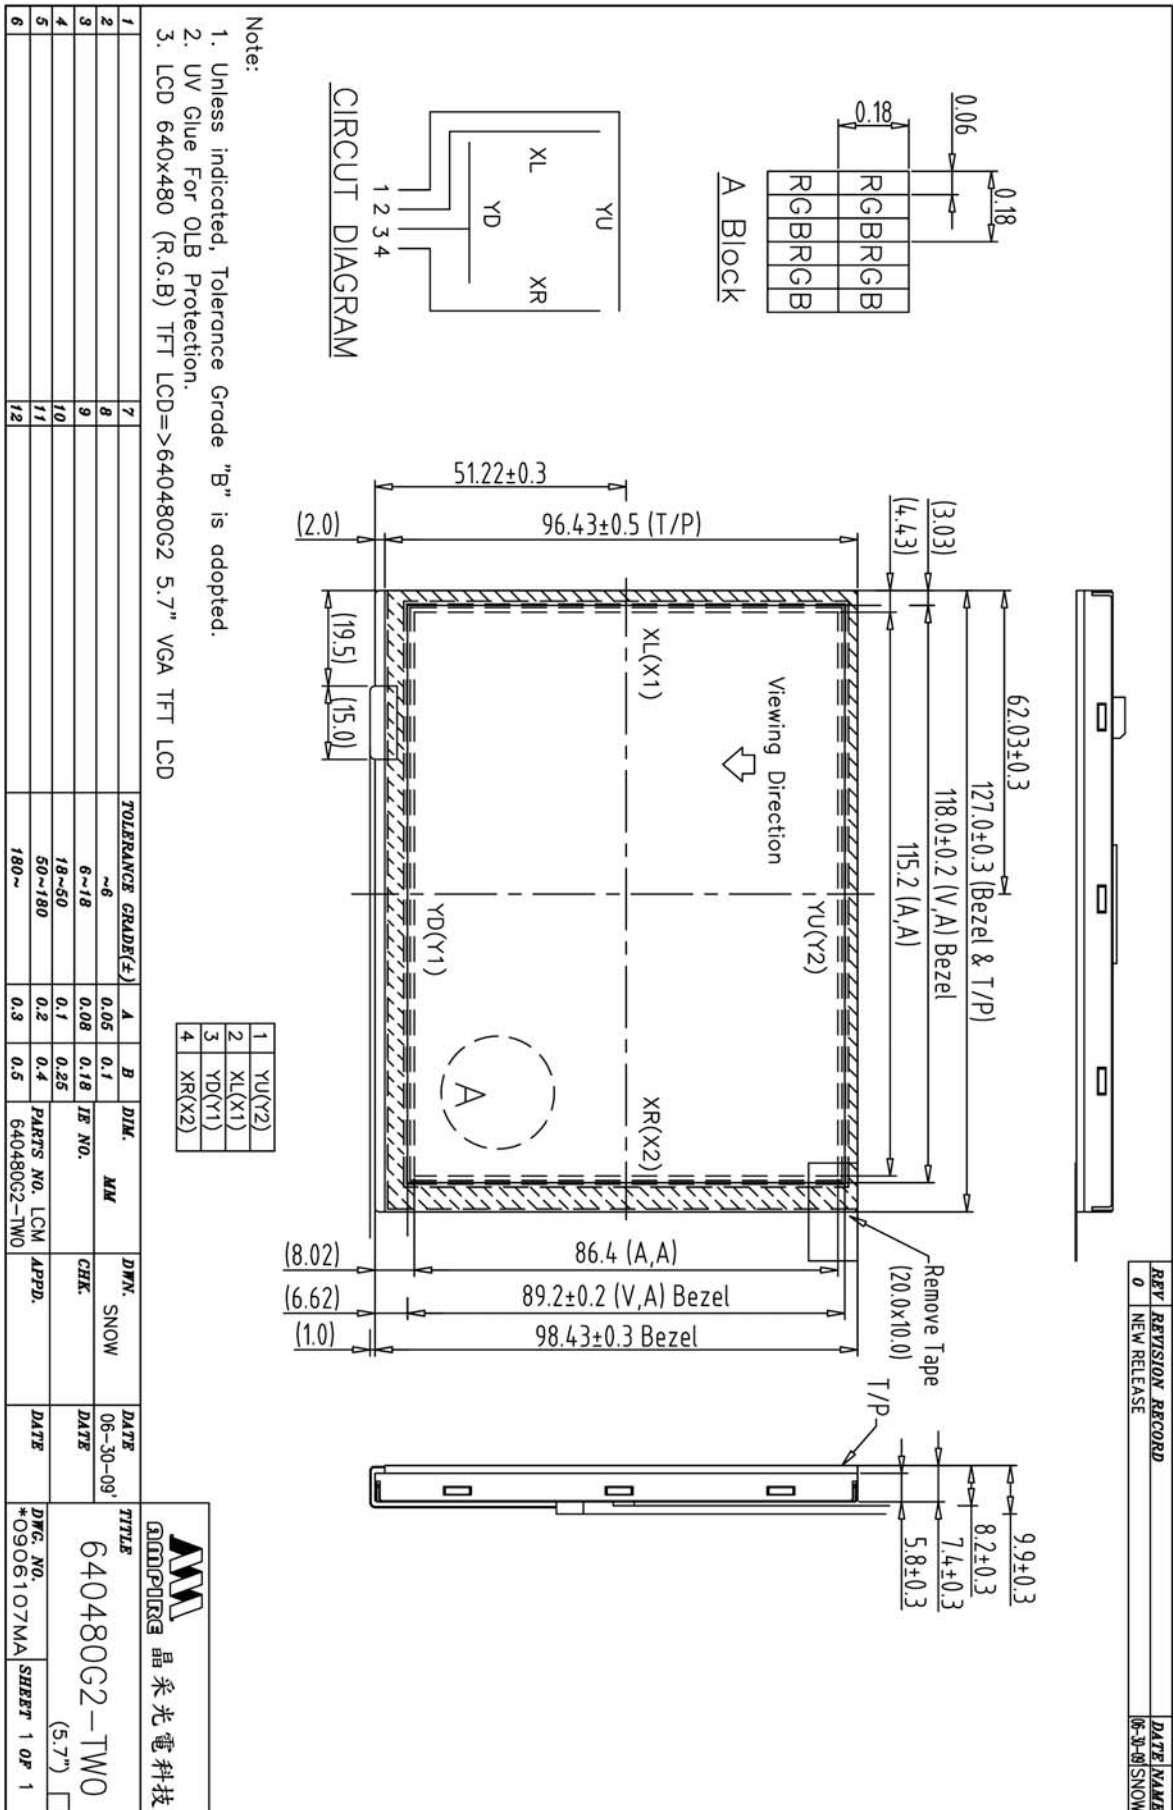 REV REVISION RECORD DATE NAME
0 NEW RELEASE 06-30-09' SNOW
0.06
0.18
0.18
R G B R G B
R G B R G B
A Block
YU
XL
XR
YD
1 2 3 4
CIRCUT DIAGRAM
62.03±0.3
127.0±0.3 (Bezel & T/P)
(3.03)
118.0±0.2 (V,A) Bezel
(4.43)
115.2 (A,A)
51.22±0.3
96.43±0.5 (T/P)
(2.0)
Viewing Direction
YU(Y2)
XL(X1)
XR(X2)
YD(Y1)
A
(19.5)
(15.0)
Remove Tape
(20.0x10.0)
86.4 (A,A)
(8.02)
89.2±0.2 (V,A) Bezel
(6.62)
98.43±0.3 Bezel
(1.0)
T/P
9.9±0.3
8.2±0.3
7.4±0.3
5.8±0.3
1 YU(Y2)
2 XL(X1)
3 YD(Y1)
4 XR(X2)
Note:
1. Unless indicated, Tolerance Grade "B" is adopted.
2. UV Glue For OLB Protection.
3. LCD 640x480 (R.G.B) TFT LCD=>640480G2 5.7" VGA TFT LCD
1 7
2 8
3 9
4 10
5 11
6 12
TOLERANCE GRADE(±) A B
~6 0.05 0.1
6~18 0.08 0.18
18~50 0.1 0.25
50~180 0.2 0.4
180~ 0.3 0.5
DIM. MM
IE NO.
PARTS NO. LCM
640480G2-TW0
DWN. SNOW
CHK.
APPD.
DATE 06-30-09'
DATE
DATE
AMPIRE 晶采光電科技
TITLE
640480G2-TW0
(5.7")
DWG. NO.
*0906107MA
SHEET 1 OF 1